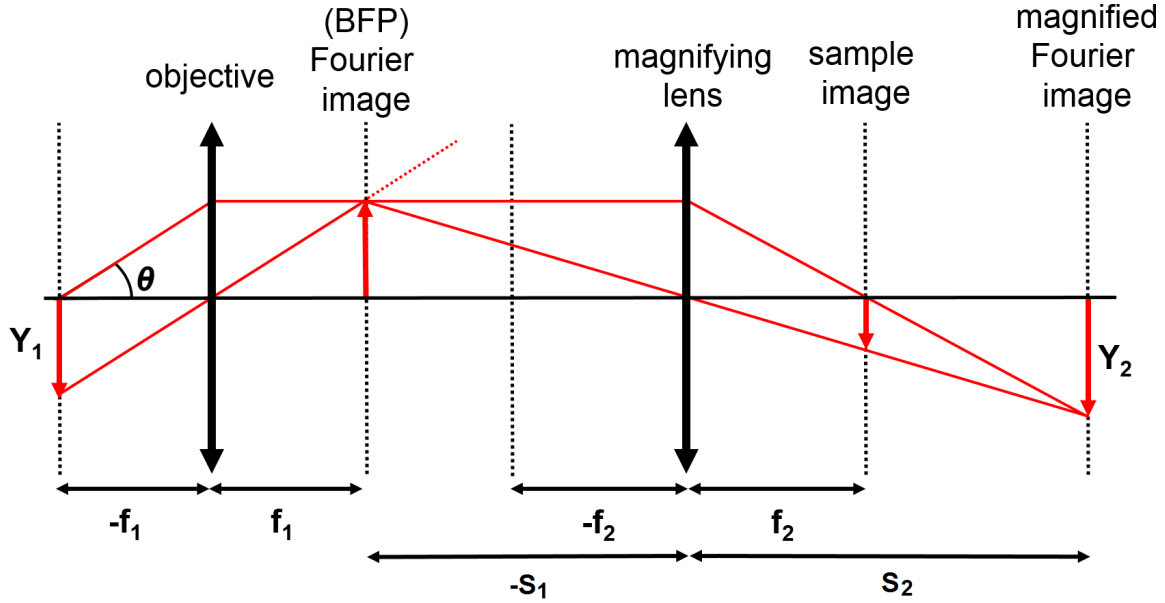 objective
(BFP)
Fourier
image
magnifying
lens
sample
image
magnified
Fourier
image
θ
Y₁
Y₂
-f₁
f₁
-f₂
f₂
-s₁
s₂